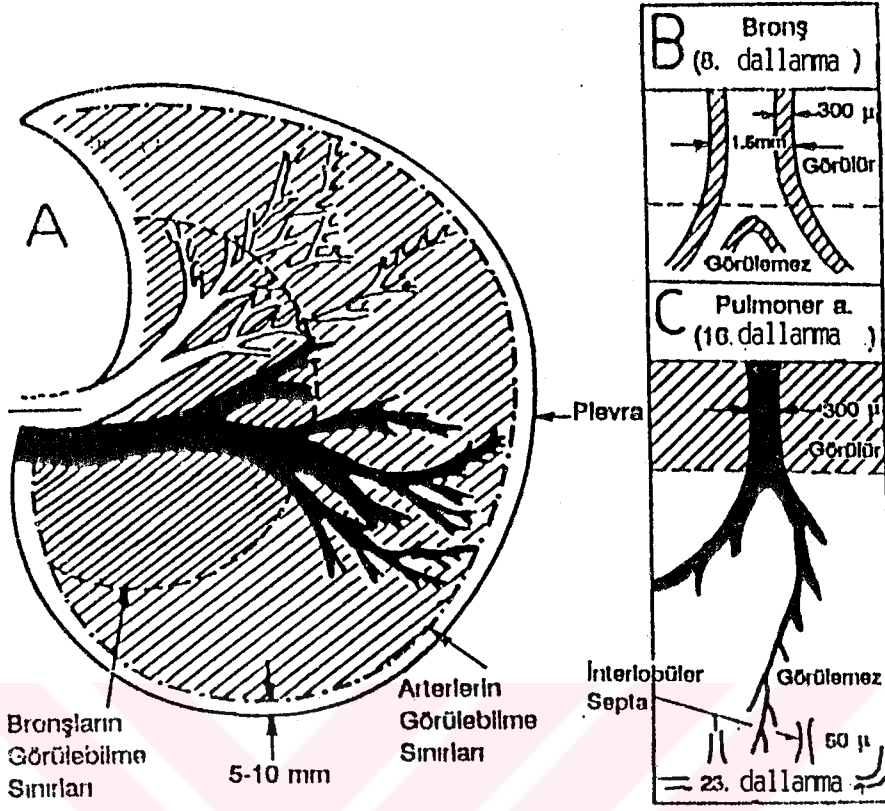 A
Plevra
Bronşların
Görülebilme
Sınırları
5-10 mm
Arterlerin
Görülebilme
Sınırları
B
Bronş
(8. dallanma )
300 µ
1.5mm
Görülür
Görülemez
C
Pulmoner a.
(16. dallanma )
300 µ
Görülür
İnterlobüler
Septa
Görülemez
50 µ
23. dallanma